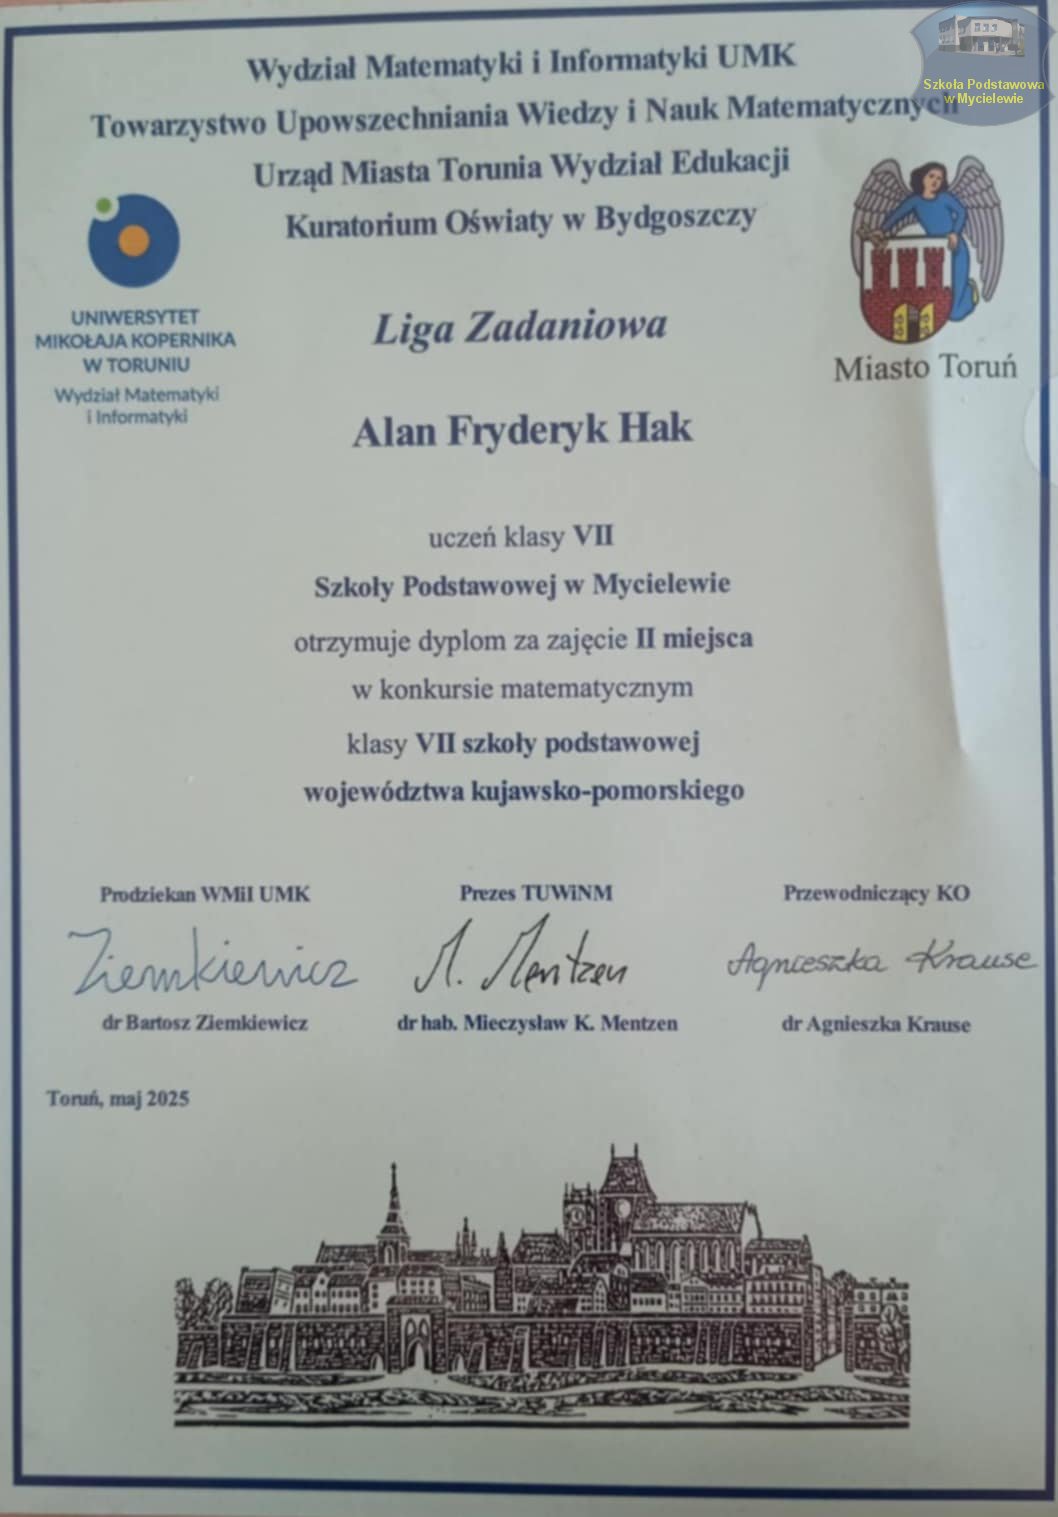 Szkoła Podstawowa
w Mycielewie
Wydział Matematyki i Informatyki UMK
Towarzystwo Upowszechniania Wiedzy i Nauk Matematycznych
Urząd Miasta Torunia Wydział Edukacji
Kuratorium Oświaty w Bydgoszczy
UNIWERSYTET
MIKOŁAJA KOPERNIKA
W TORUNIU
Wydział Matematyki
i Informatyki
Miasto Toruń
Liga Zadaniowa
Alan Fryderyk Hak
uczeń klasy VII
Szkoły Podstawowej w Mycielewie
otrzymuje dyplom za zajęcie II miejsca
w konkursie matematycznym
klasy VII szkoły podstawowej
województwa kujawsko-pomorskiego
Prodziekan WMiI UMK
Ziemkiewicz
dr Bartosz Ziemkiewicz
Prezes TUWiNM
M. Mentzen
dr hab. Mieczysław K. Mentzen
Przewodniczący KO
Agnieszka Krause
dr Agnieszka Krause
Toruń, maj 2025